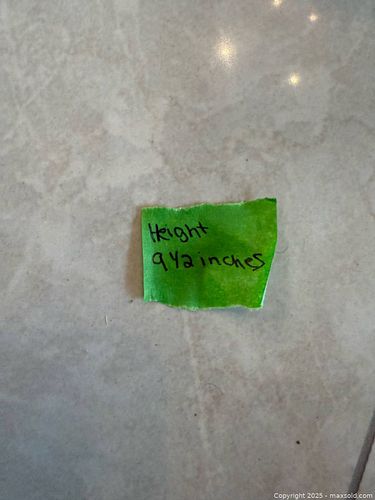 Height
9 1/2 inches
Copyright 2025 - maxsold.com